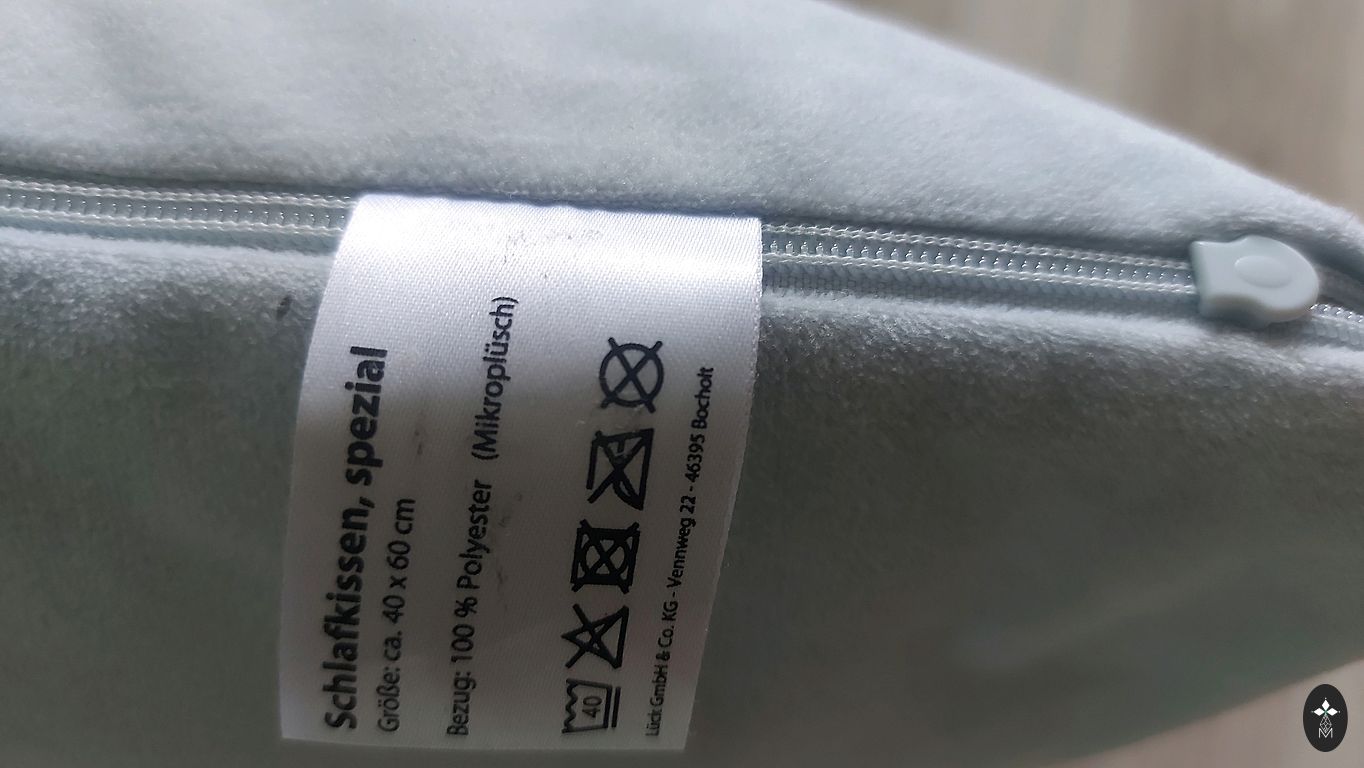 Schlafkissen, spezial
Größe: ca. 40 x 60 cm
Bezug: 100 % Polyester (Mikroplüsch)
40
Lück GmbH & Co. KG - Vennweg 22 - 46395 Bocholt
M